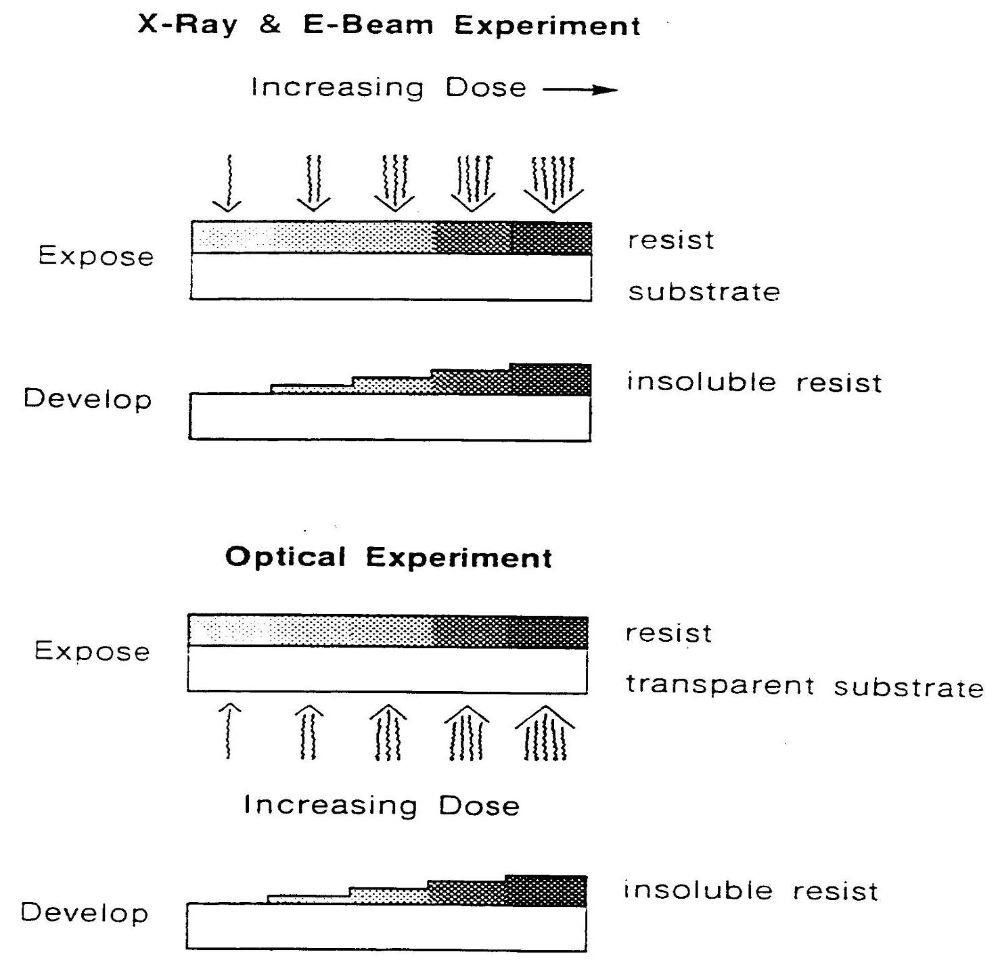 X-Ray & E-Beam Experiment
Increasing Dose
Expose
resist
substrate
Develop
insoluble resist
Optical Experiment
Expose
resist
transparent substrate
Increasing Dose
Develop
insoluble resist